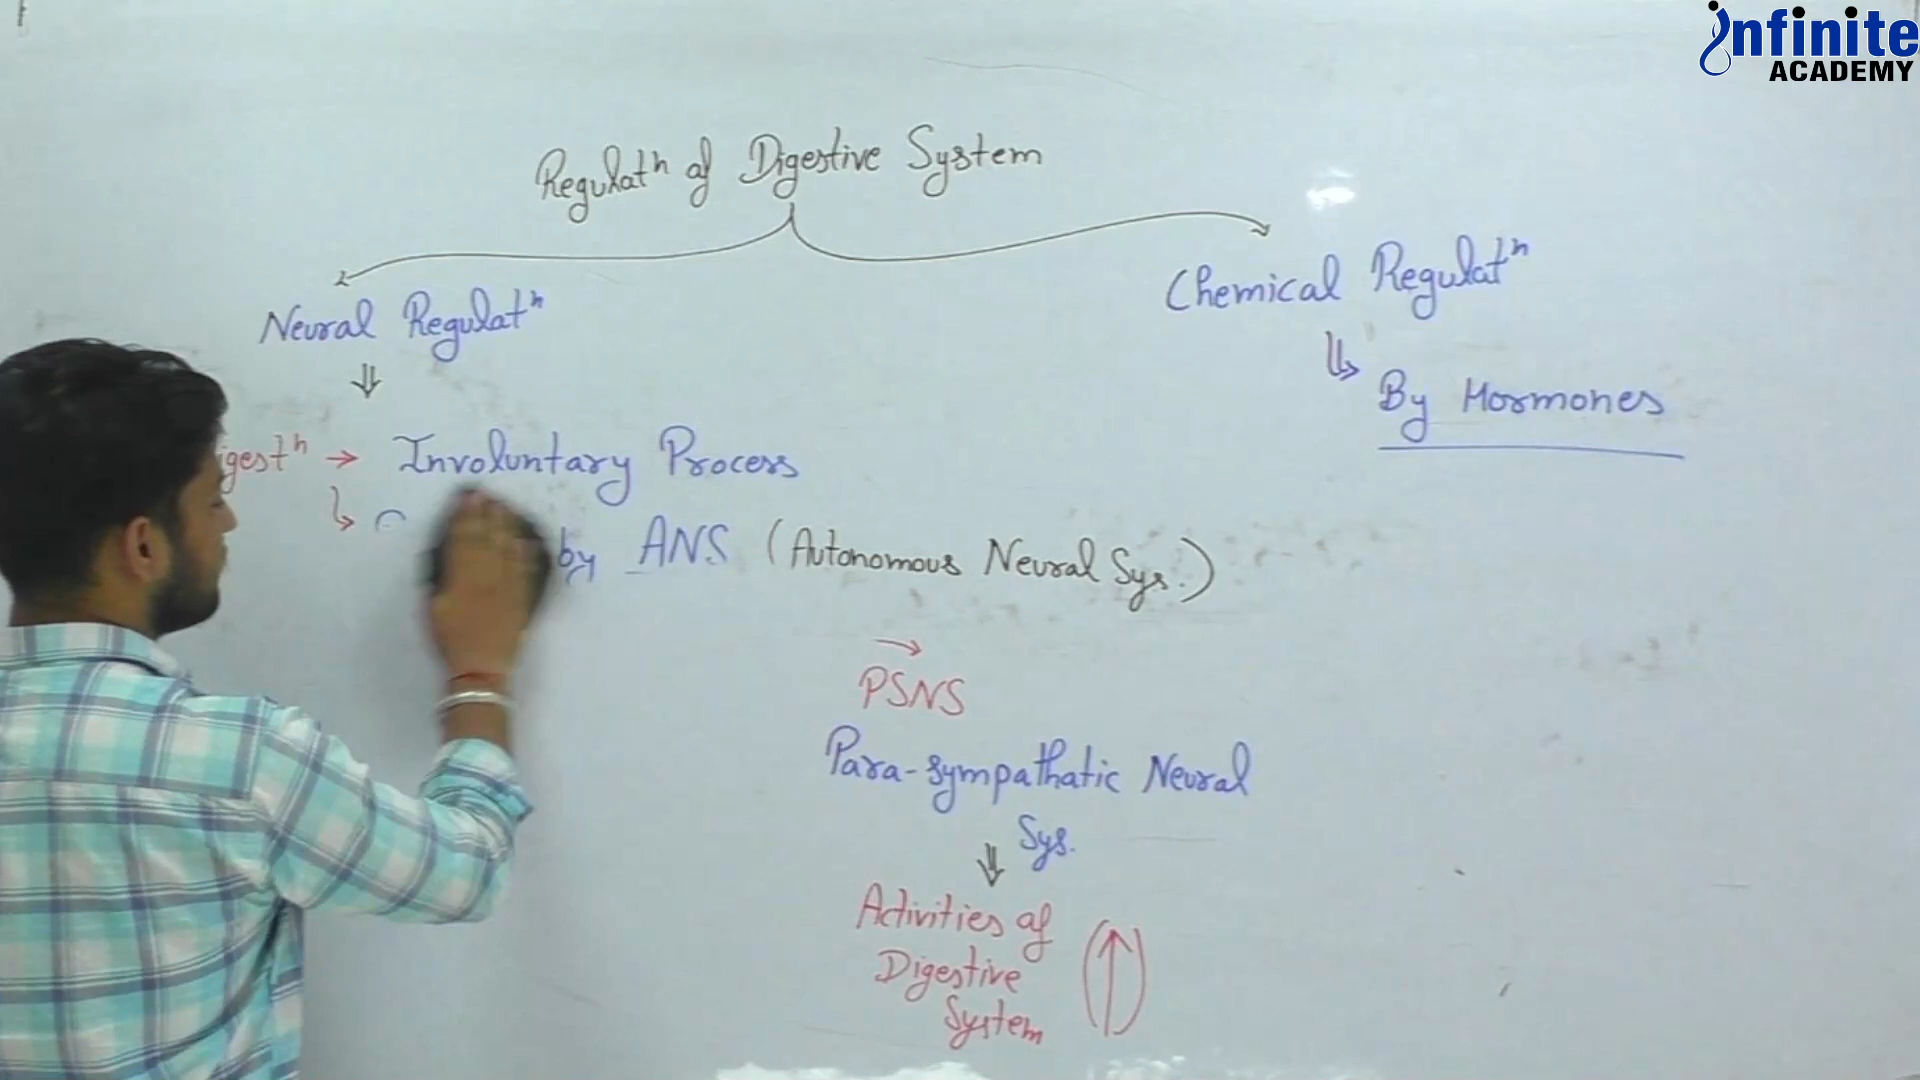 Infinite
ACADEMY
Regulatⁿ of Digestive System
Neural Regulatⁿ
Chemical Regulatⁿ
By Hormones
igestⁿ → Involuntary Process
by ANS (Autonomous Neural Sys.)
PSNS
Para-sympathatic Neural
Sys.
Activities of
Digestive
System (↑)